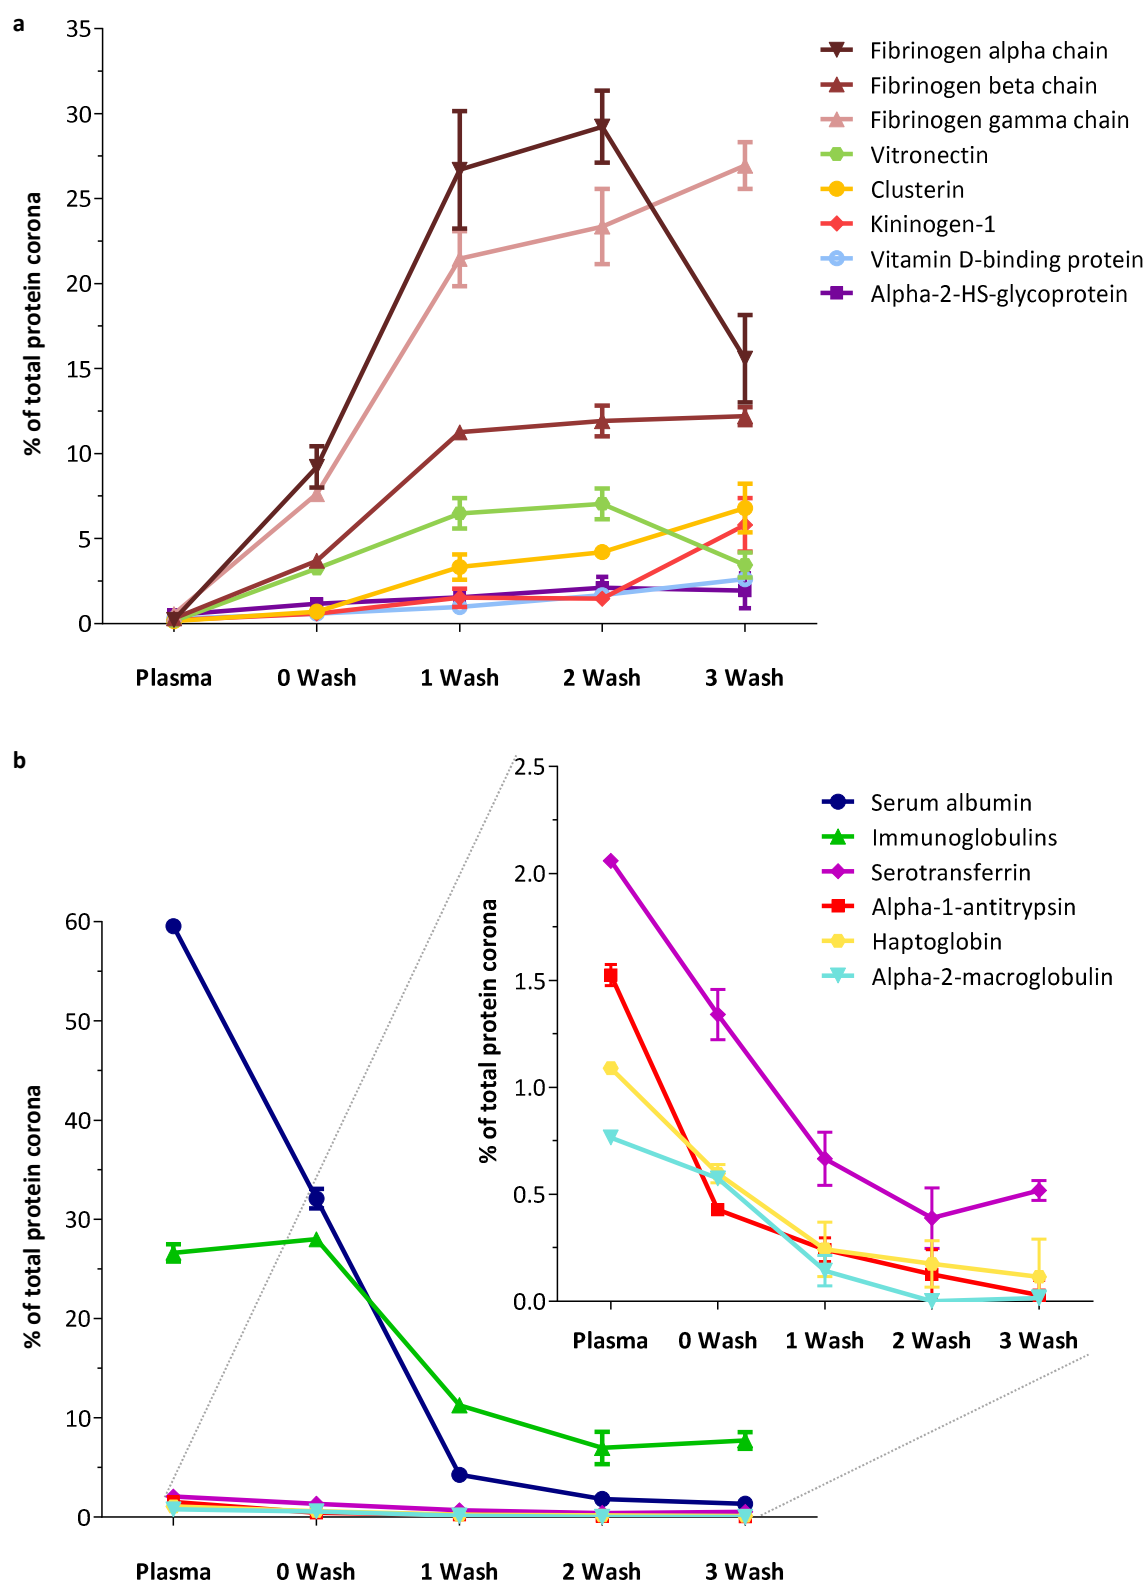 a
35
30
25
20
15
10
5
0
% of total protein corona
Plasma 0 Wash 1 Wash 2 Wash 3 Wash
Fibrinogen alpha chain
Fibrinogen beta chain
Fibrinogen gamma chain
Vitronectin
Clusterin
Kininogen-1
Vitamin D-binding protein
Alpha-2-HS-glycoprotein
b
60
50
40
30
20
10
0
% of total protein corona
Plasma 0 Wash 1 Wash 2 Wash 3 Wash
2.5
2.0
1.5
1.0
0.5
0.0
% of total protein corona
Plasma 0 Wash 1 Wash 2 Wash 3 Wash
Serum albumin
Immunoglobulins
Serotransferrin
Alpha-1-antitrypsin
Haptoglobin
Alpha-2-macroglobulin